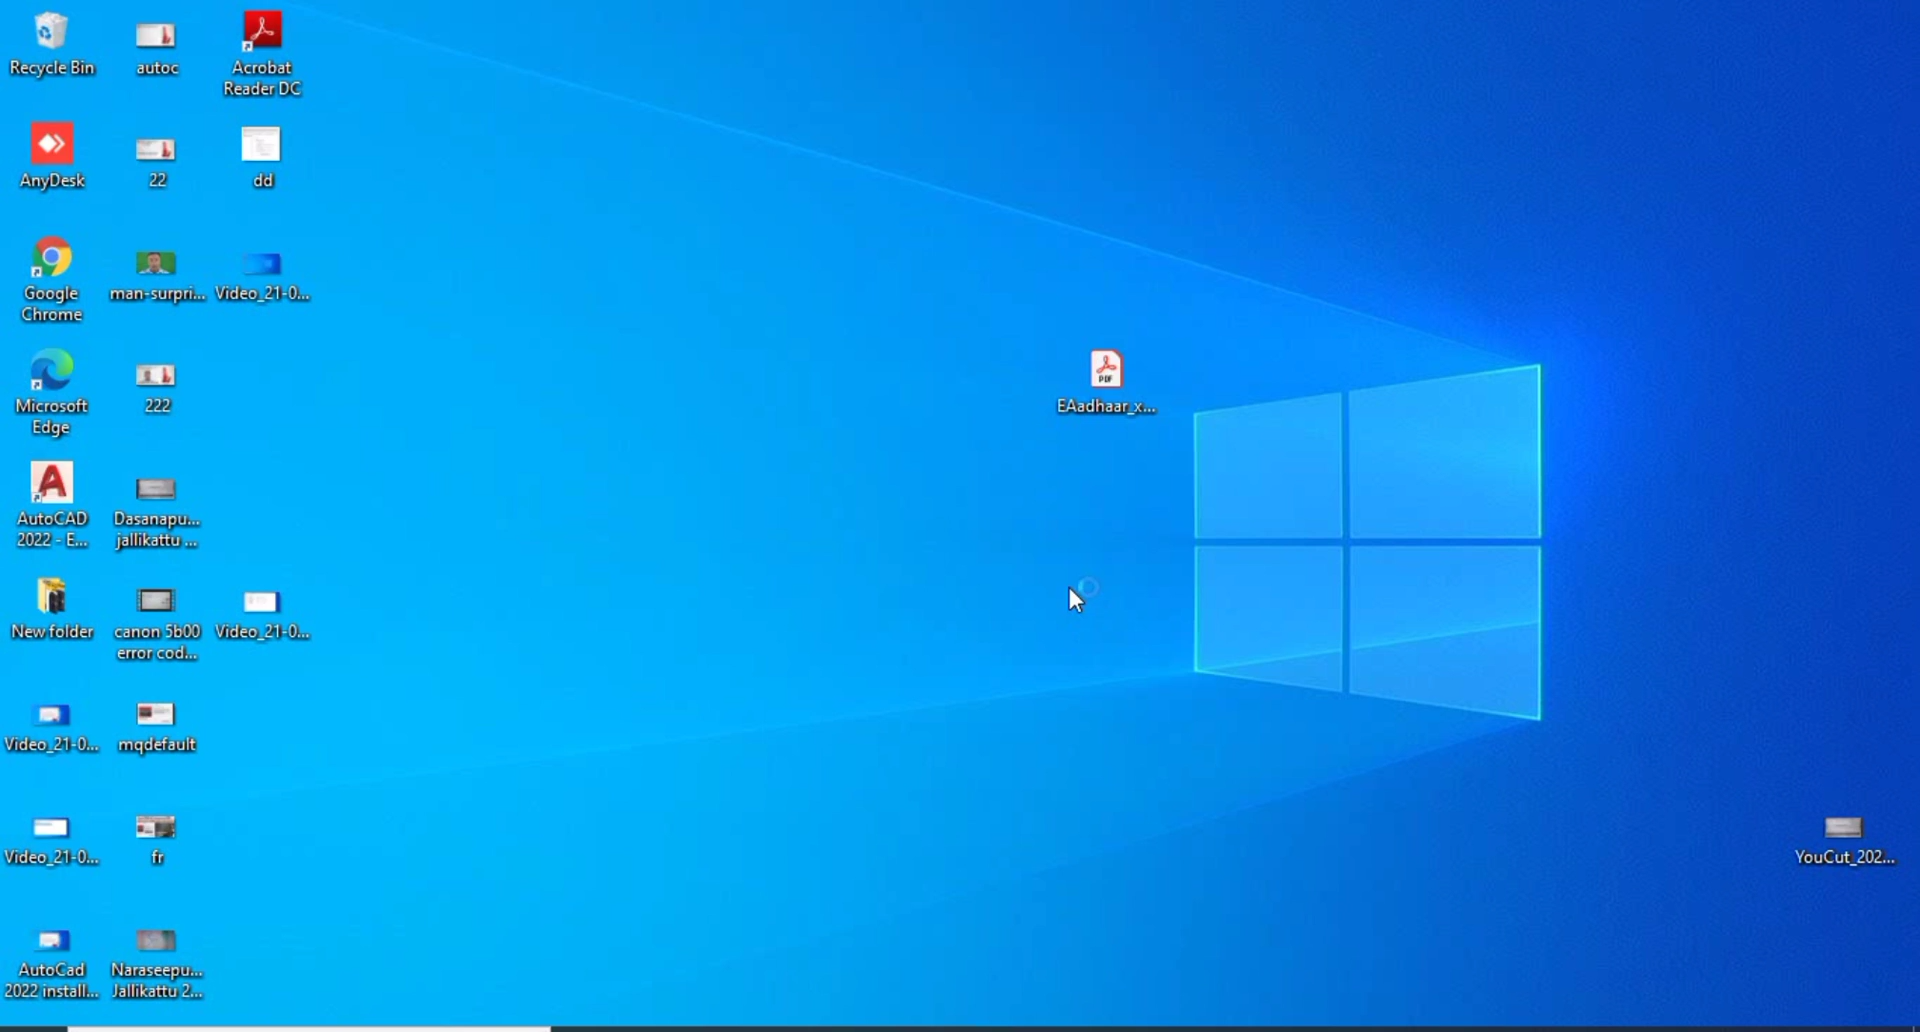 Recycle Bin
autoc
Acrobat
Reader DC
AnyDesk
22
dd
Google
Chrome
man-surpri...
Video_21-0...
Microsoft
Edge
222
EAadhaar_x...
PDF
AutoCAD
2022 - E...
Dasanapu...
jallikattu ...
New folder
canon 5b00
error cod...
Video_21-0...
Video_21-0...
mqdefault
Video_21-0...
fr
YouCut_202...
AutoCad
2022 install...
Naraseepu...
Jallikattu 2...